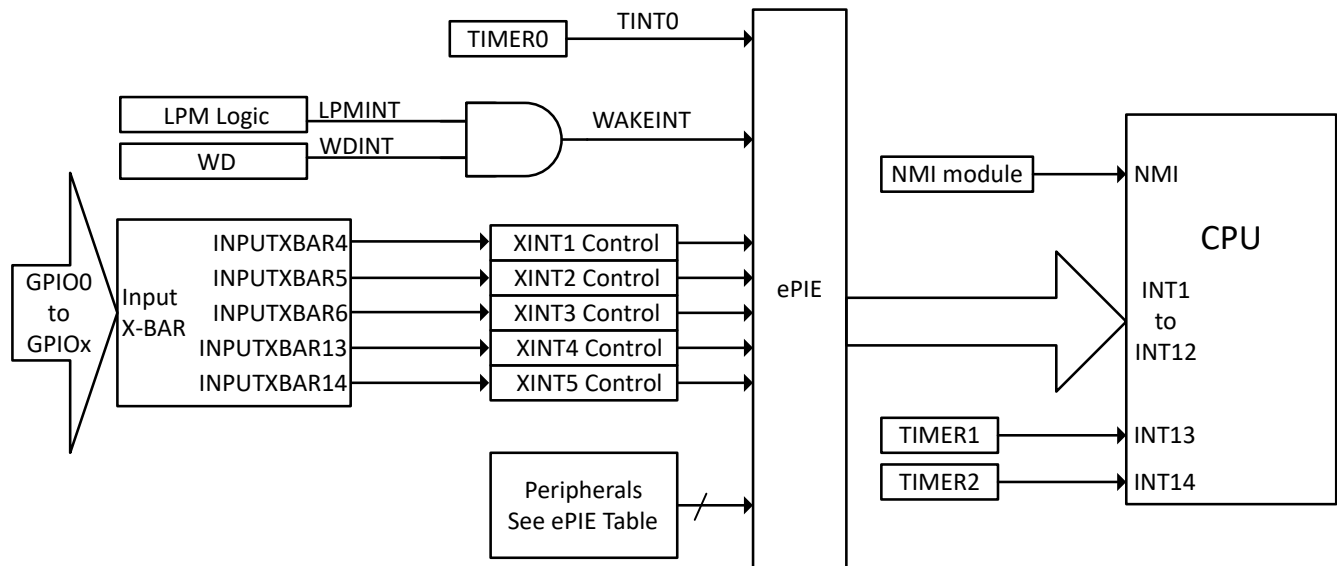 TIMER0
TINT0
LPM Logic
LPMINT
WD
WDINT
WAKEINT
GPIO0
to
GPIOx
Input
X-BAR
INPUTXBAR4
INPUTXBAR5
INPUTXBAR6
INPUTXBAR13
INPUTXBAR14
XINT1 Control
XINT2 Control
XINT3 Control
XINT4 Control
XINT5 Control
Peripherals
See ePIE Table
ePIE
NMI module
NMI
CPU
INT1
to
INT12
TIMER1
INT13
TIMER2
INT14